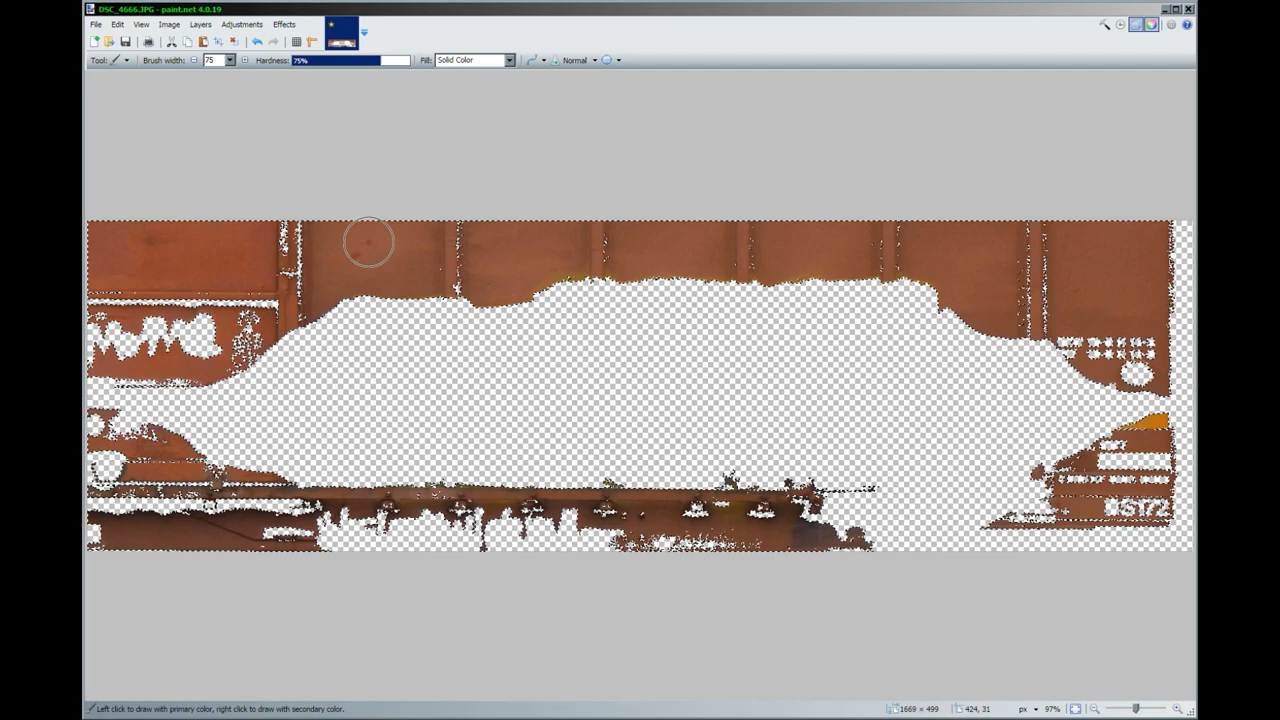 DSC_4666.JPG - paint.net 4.0.19
File Edit View Image Layers Adjustments Effects
Tool: Brush width: 75 Hardness: 75% Fill: Solid Color Normal
Left click to draw with primary color, right click to draw with secondary color. 1669 × 499 424, 31 px 97%